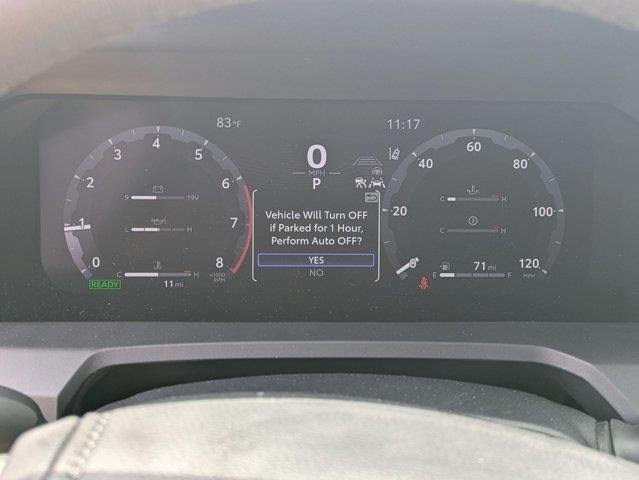 83°F
11:17
0
MPH
P
0
1
2
3
4
5
6
7
8
x1000
RPM
9 19V
L H
C H
READY
11 mi
Vehicle Will Turn OFF
if Parked for 1 Hour,
Perform Auto OFF?
YES
NO
0
20
40
60
80
100
120
MPH
C H
C H
71 mi
E F